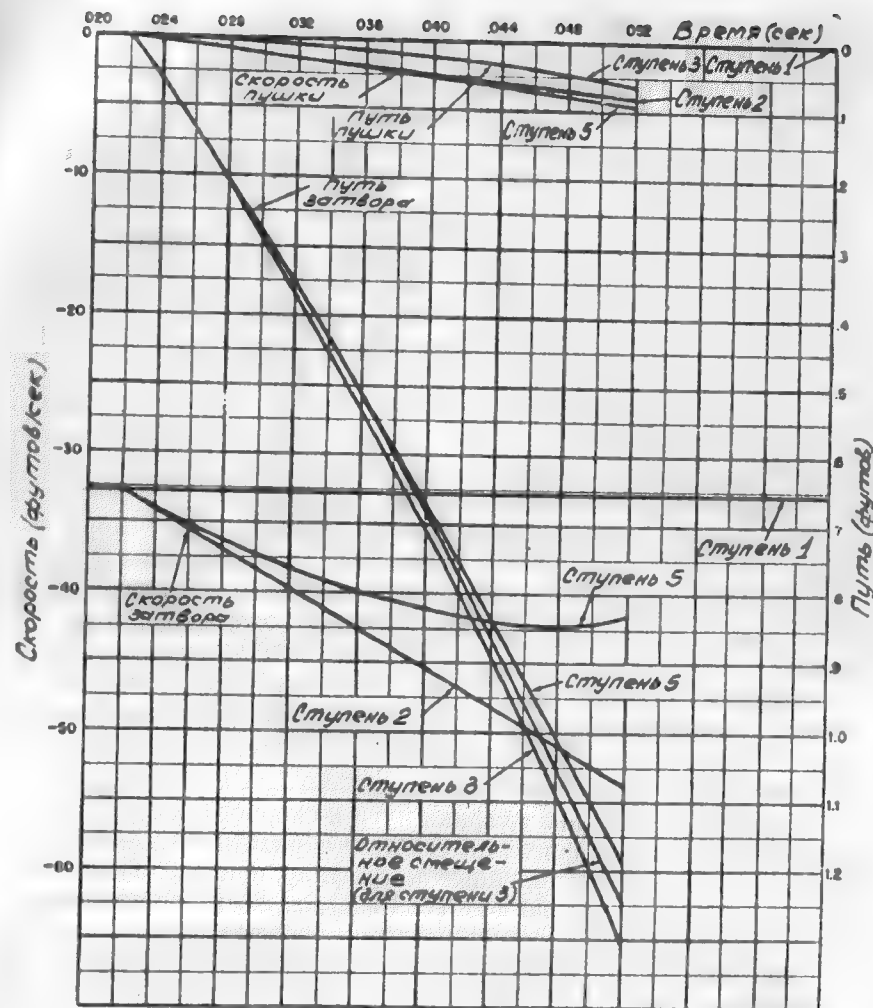 020 024 028 032 036 040 044 048 052 Время (сек)
0
.1
.2
.3
.4
.5
.6
.7
.8
.9
1.0
1.1
1.2
-10
-20
-30
-40
-50
-60
Скорость (футов/сек)
Путь (футов)
Скорость
пушки
Путь
пушки
Ступень 3
Ступень 1
Ступень 2
Ступень 5
Путь
затвора
Ступень 1
Ступень 5
Скорость
затвора
Ступень 5
Ступень 2
Ступень 3
Относитель-
ное смеще-
ние
(для ступени 3)